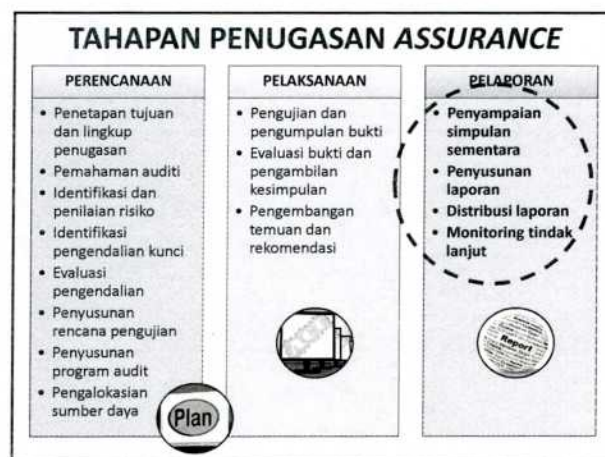 TAHAPAN PENUGASAN ASSURANCE
PERENCANAAN
• Penetapan tujuan
dan lingkup
penugasan
• Pemahaman auditi
• Identifikasi dan
penilaian risiko
• Identifikasi
pengendalian kunci
• Evaluasi
pengendalian
• Penyusunan
rencana pengujian
• Penyusunan
program audit
• Pengalokasian
sumber daya
Plan
PELAKSANAAN
• Pengujian dan
pengumpulan bukti
• Evaluasi bukti dan
pengambilan
kesimpulan
• Pengembangan
temuan dan
rekomendasi
PELAPORAN
• Penyampaian
simpulan
sementara
• Penyusunan
laporan
• Distribusi laporan
• Monitoring tindak
lanjut
Report